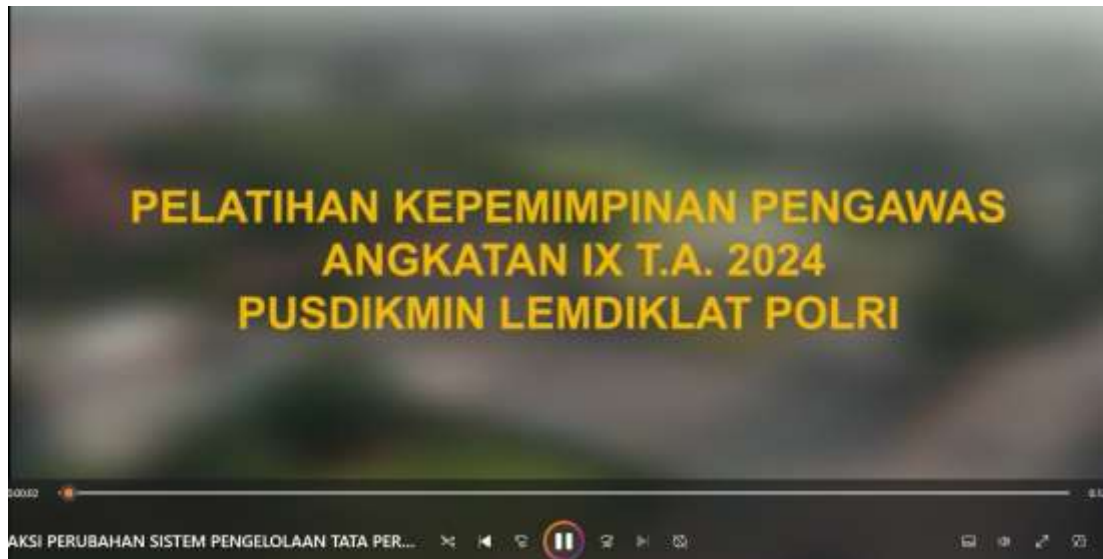 PELATIHAN KEPEMIMPINAN PENGAWAS
ANGKATAN IX T.A. 2024
PUSDIKMIN LEMDIKLAT POLRI
AKSI PERUBAHAN SISTEM PENGELOLAAN TATA PER...